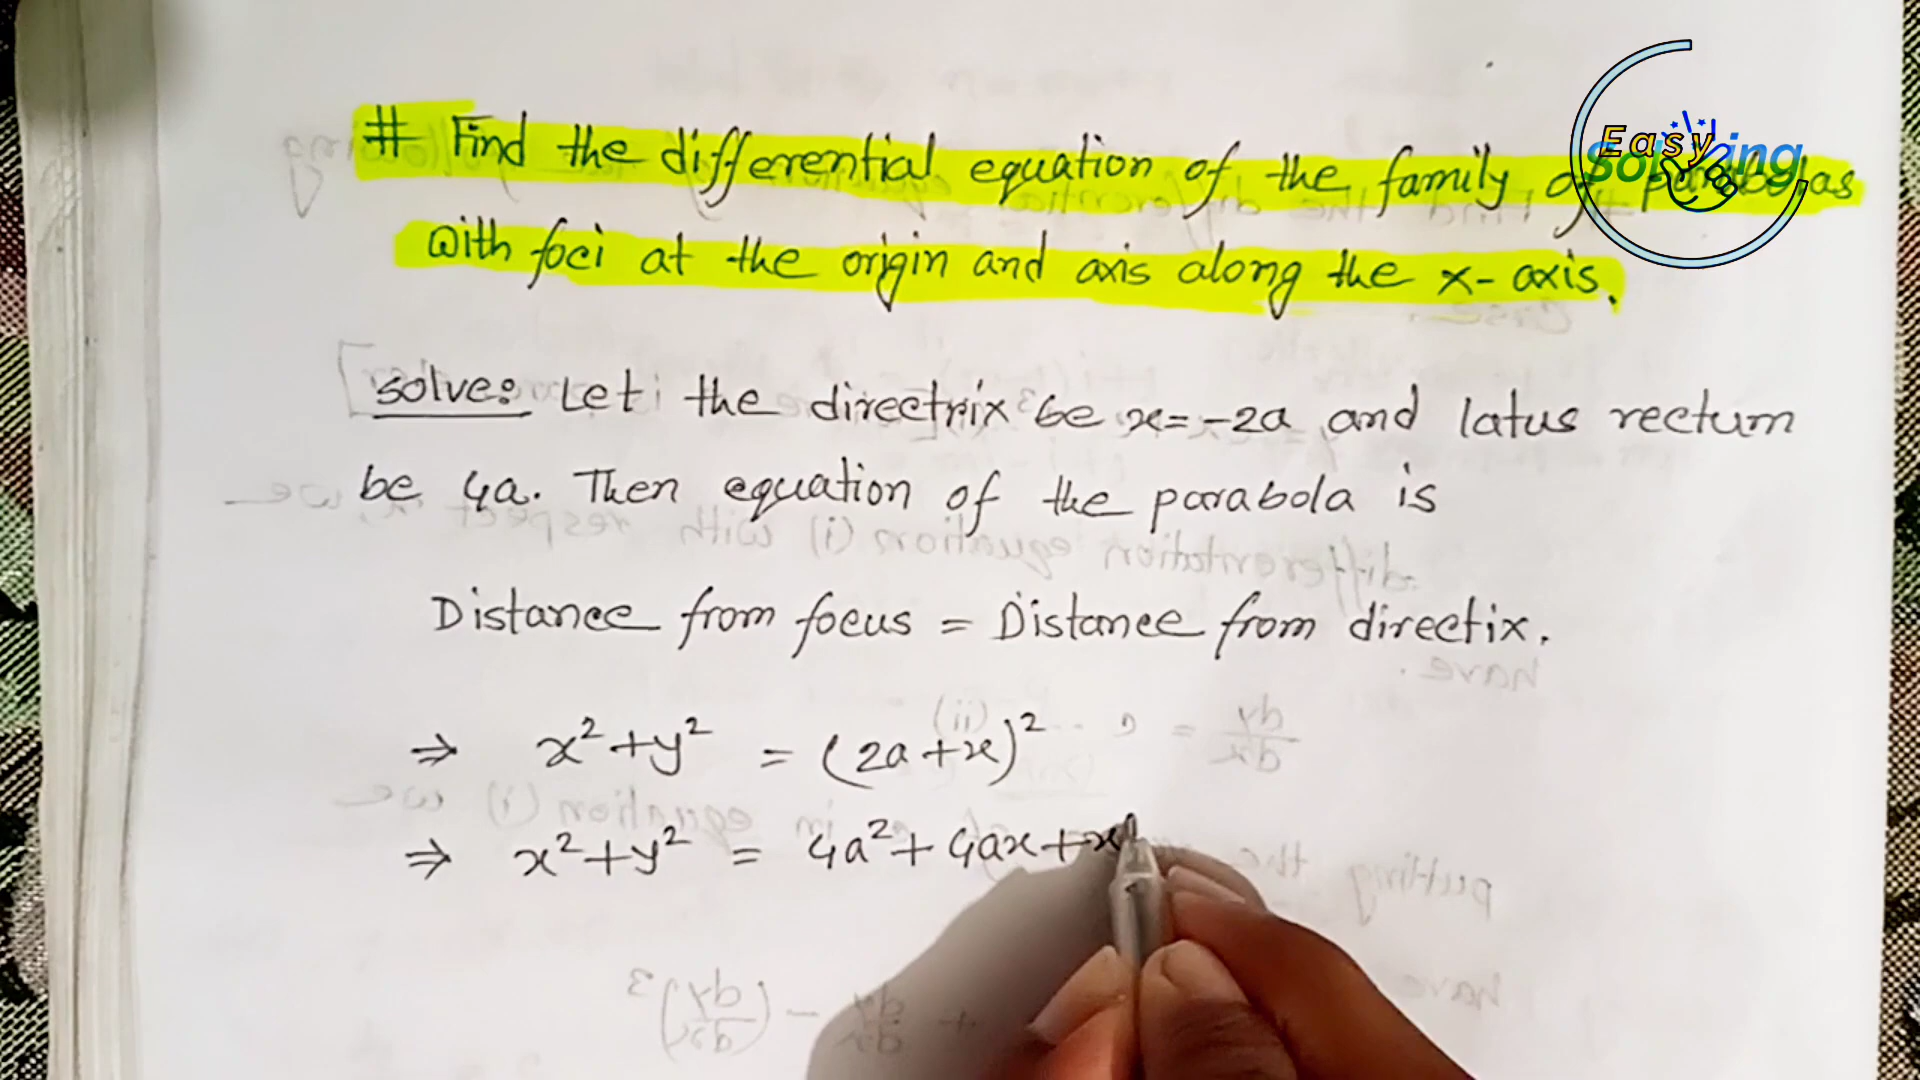 # Find the differential equation of the family of parabolas
with foci at the origin and axis along the x-axis.
Easy
Solving
solve: Let the directrix be x=-2a and latus rectum
be 4a. Then equation of the parabola is
Distance from focus = Distance from directix.
⇒ x²+y² = (2a+x)²
⇒ x²+y² = 4a²+4ax+x²